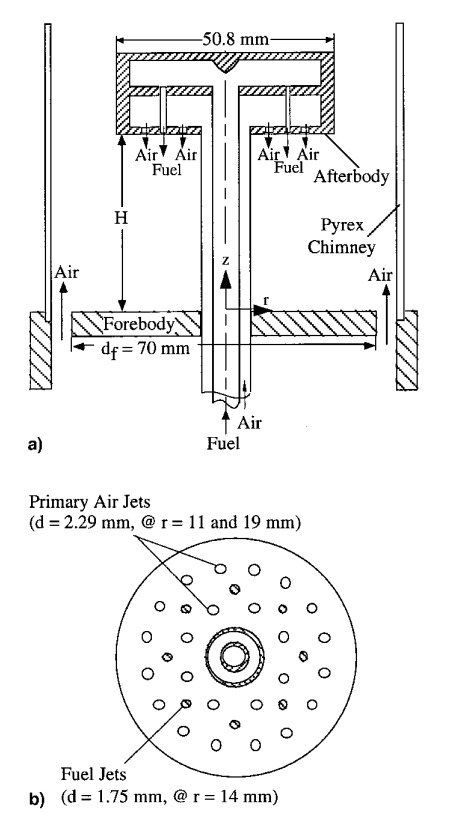 50.8 mm
Air Air
Fuel
Air Air
Fuel
Afterbody
H
Pyrex
Chimney
z
Air
Air
r
Forebody
df = 70 mm
Air
Fuel
a)
Primary Air Jets
(d = 2.29 mm, @ r = 11 and 19 mm)
Fuel Jets
b) (d = 1.75 mm, @ r = 14 mm)